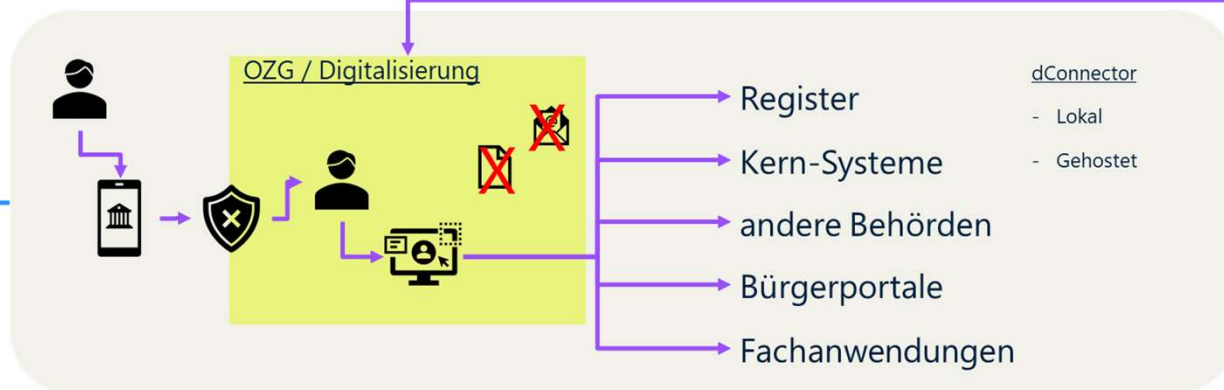 OZG / Digitalisierung
Register
Kern-Systeme
andere Behörden
Bürgerportale
Fachanwendungen
dConnector
- Lokal
- Gehostet